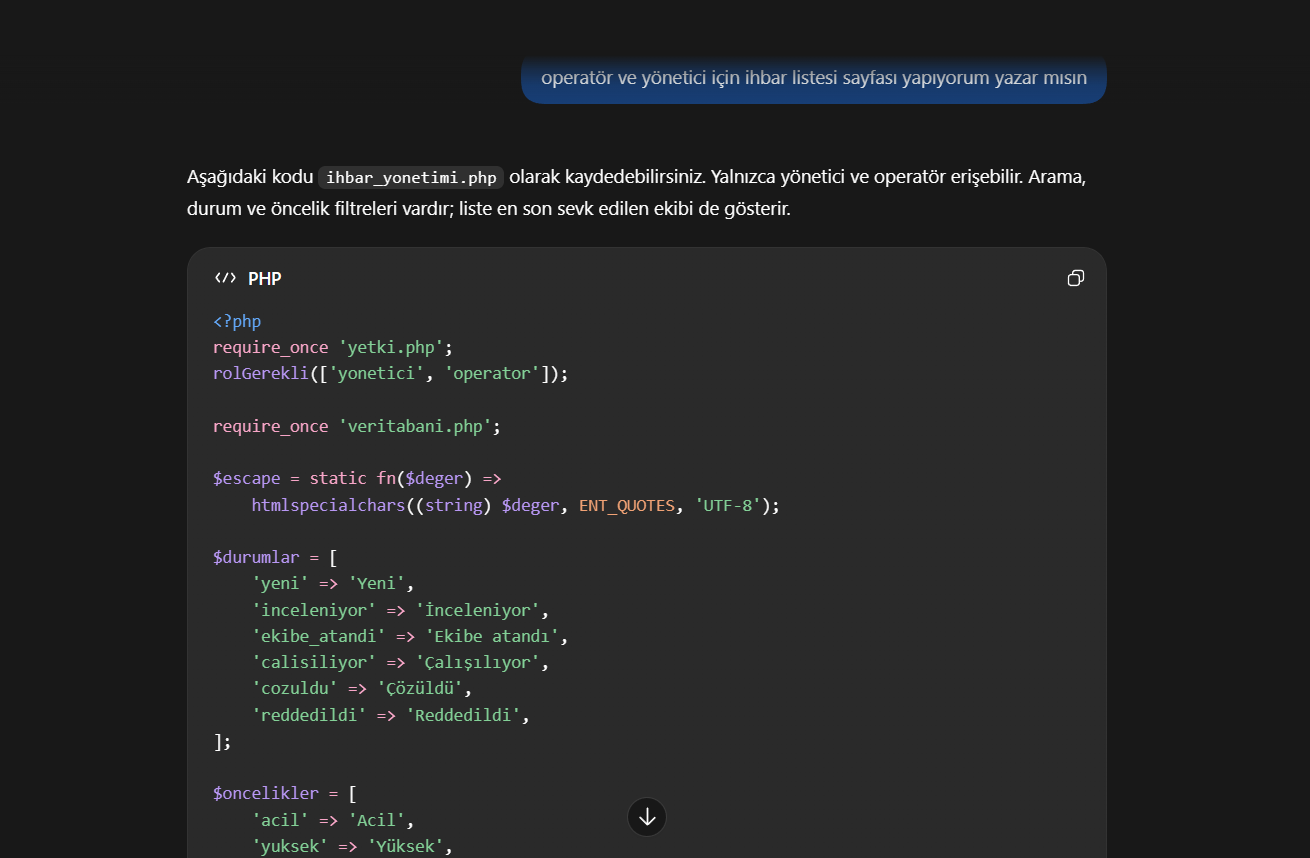 operatör ve yönetici için ihbar listesi sayfası yapıyorum yazar mısın
Aşağıdaki kodu ihbar_yonetimi.php olarak kaydedebilirsiniz. Yalnızca yönetici ve operatör erişebilir. Arama,
durum ve öncelik filtreleri vardır; liste en son sevk edilen ekibi de gösterir.
</> PHP
<?php
require_once 'yetki.php';
rolGerekli(['yonetici', 'operator']);
require_once 'veritabani.php';
$escape = static fn($deger) =>
    htmlspecialchars((string) $deger, ENT_QUOTES, 'UTF-8');
$durumlar = [
    'yeni' => 'Yeni',
    'inceleniyor' => 'İnceleniyor',
    'ekibe_atandi' => 'Ekibe atandı',
    'calisiliyor' => 'Çalışılıyor',
    'cozuldu' => 'Çözüldü',
    'reddedildi' => 'Reddedildi',
];
$oncelikler = [
    'acil' => 'Acil',
    'yuksek' => 'Yüksek',